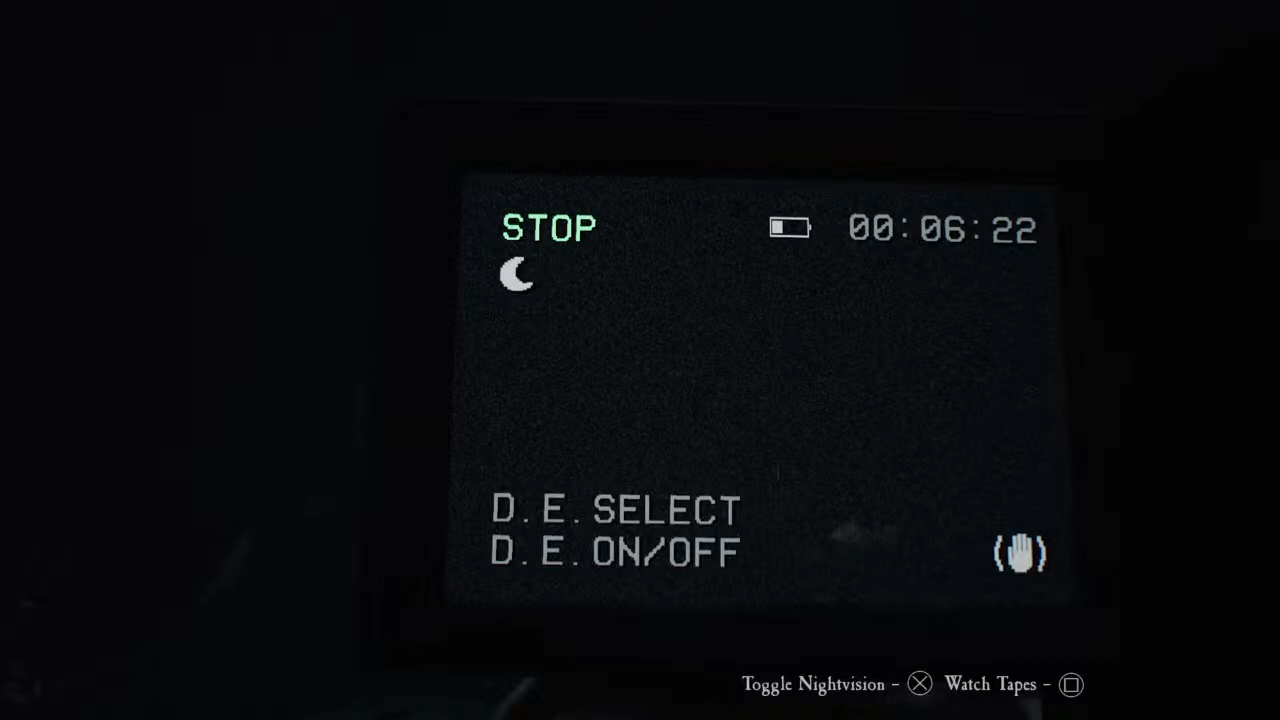 STOP 00:06:22
D.E.SELECT
D.E.ON/OFF
Toggle Nightvision - Watch Tapes -